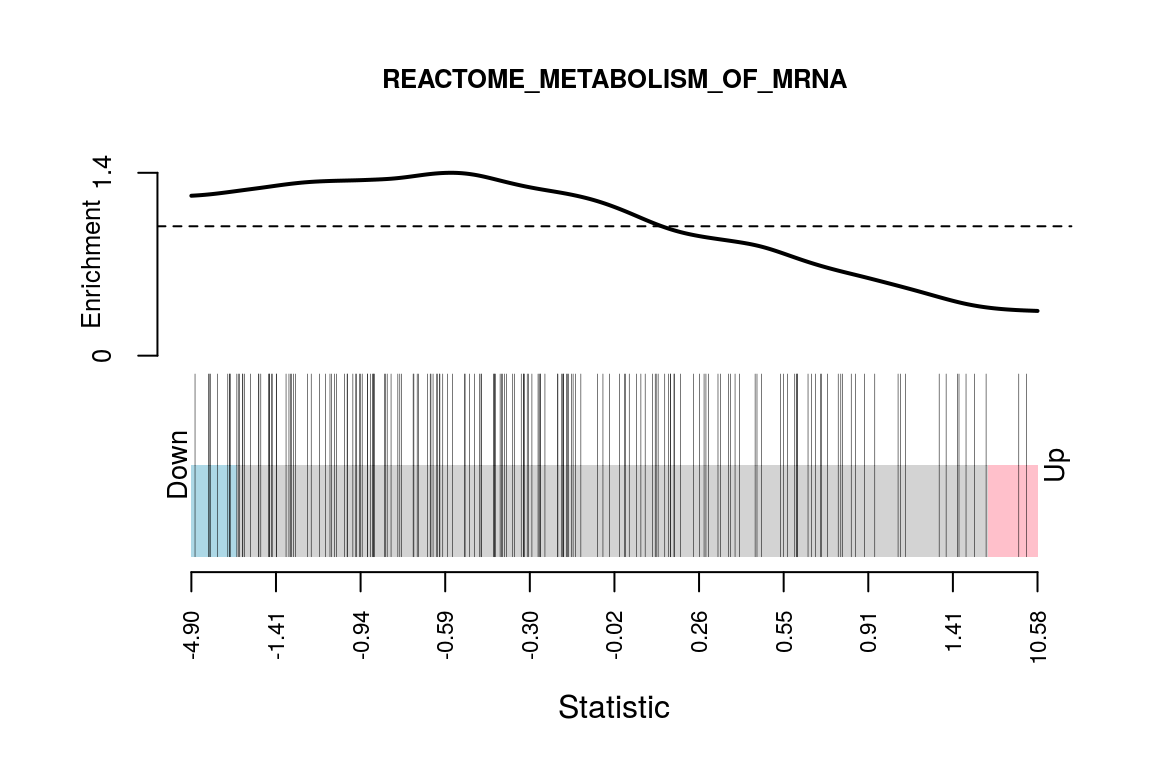 REACTOME_METABOLISM_OF_MRNA
1.4
Enrichment
0
Down
Up
-4.90
-1.41
-0.94
-0.59
-0.30
-0.02
0.26
0.55
0.91
1.41
10.58
Statistic